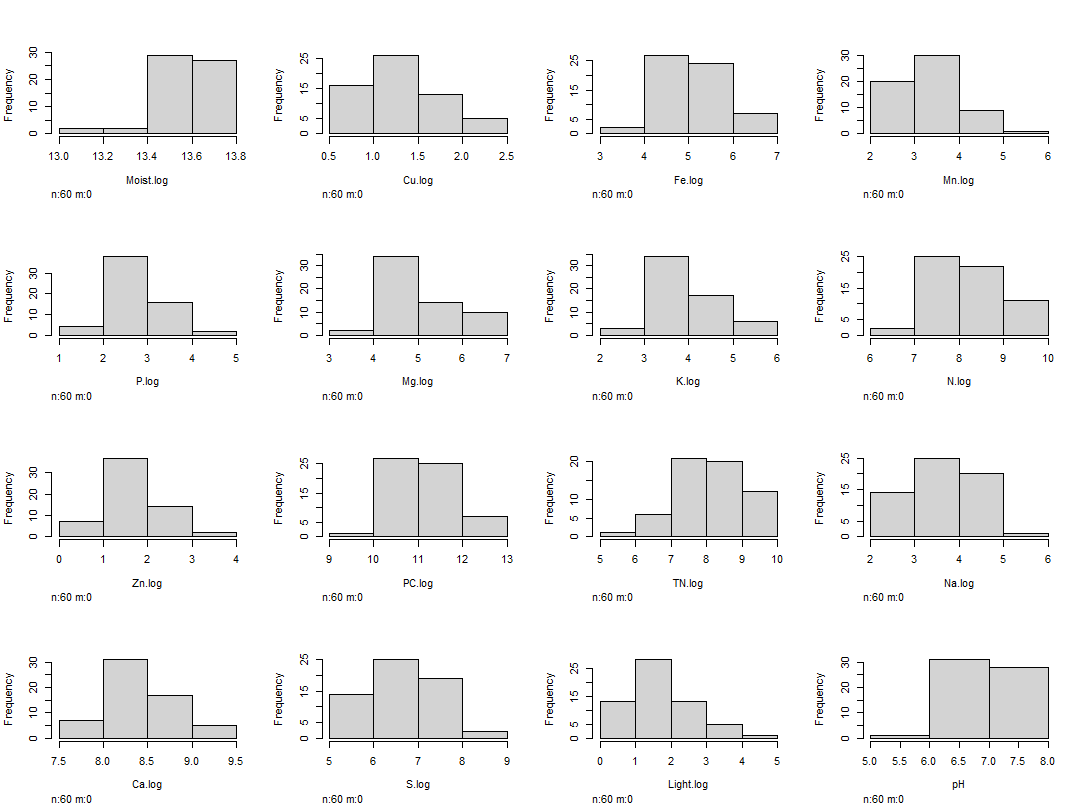 Frequency
0 10 20 30
13.0 13.2 13.4 13.6 13.8
Moist.log
n:60 m:0
Frequency
0 5 15 25
0.5 1.0 1.5 2.0 2.5
Cu.log
n:60 m:0
Frequency
0 5 15 25
3 4 5 6 7
Fe.log
n:60 m:0
Frequency
0 10 20 30
2 3 4 5 6
Mn.log
n:60 m:0
Frequency
0 10 20 30
1 2 3 4 5
P.log
n:60 m:0
Frequency
0 10 20 30
3 4 5 6 7
Mg.log
n:60 m:0
Frequency
0 10 20 30
2 3 4 5 6
K.log
n:60 m:0
Frequency
0 5 15 25
6 7 8 9 10
N.log
n:60 m:0
Frequency
0 10 20 30
0 1 2 3 4
Zn.log
n:60 m:0
Frequency
0 5 15 25
9 10 11 12 13
PC.log
n:60 m:0
Frequency
0 5 10 20
5 6 7 8 9 10
TN.log
n:60 m:0
Frequency
0 5 15 25
2 3 4 5 6
Na.log
n:60 m:0
Frequency
0 10 20 30
7.5 8.0 8.5 9.0 9.5
Ca.log
n:60 m:0
Frequency
0 5 15 25
5 6 7 8 9
S.log
n:60 m:0
Frequency
0 5 15 25
0 1 2 3 4 5
Light.log
n:60 m:0
Frequency
0 10 20 30
5.0 5.5 6.0 6.5 7.0 7.5 8.0
pH
n:60 m:0